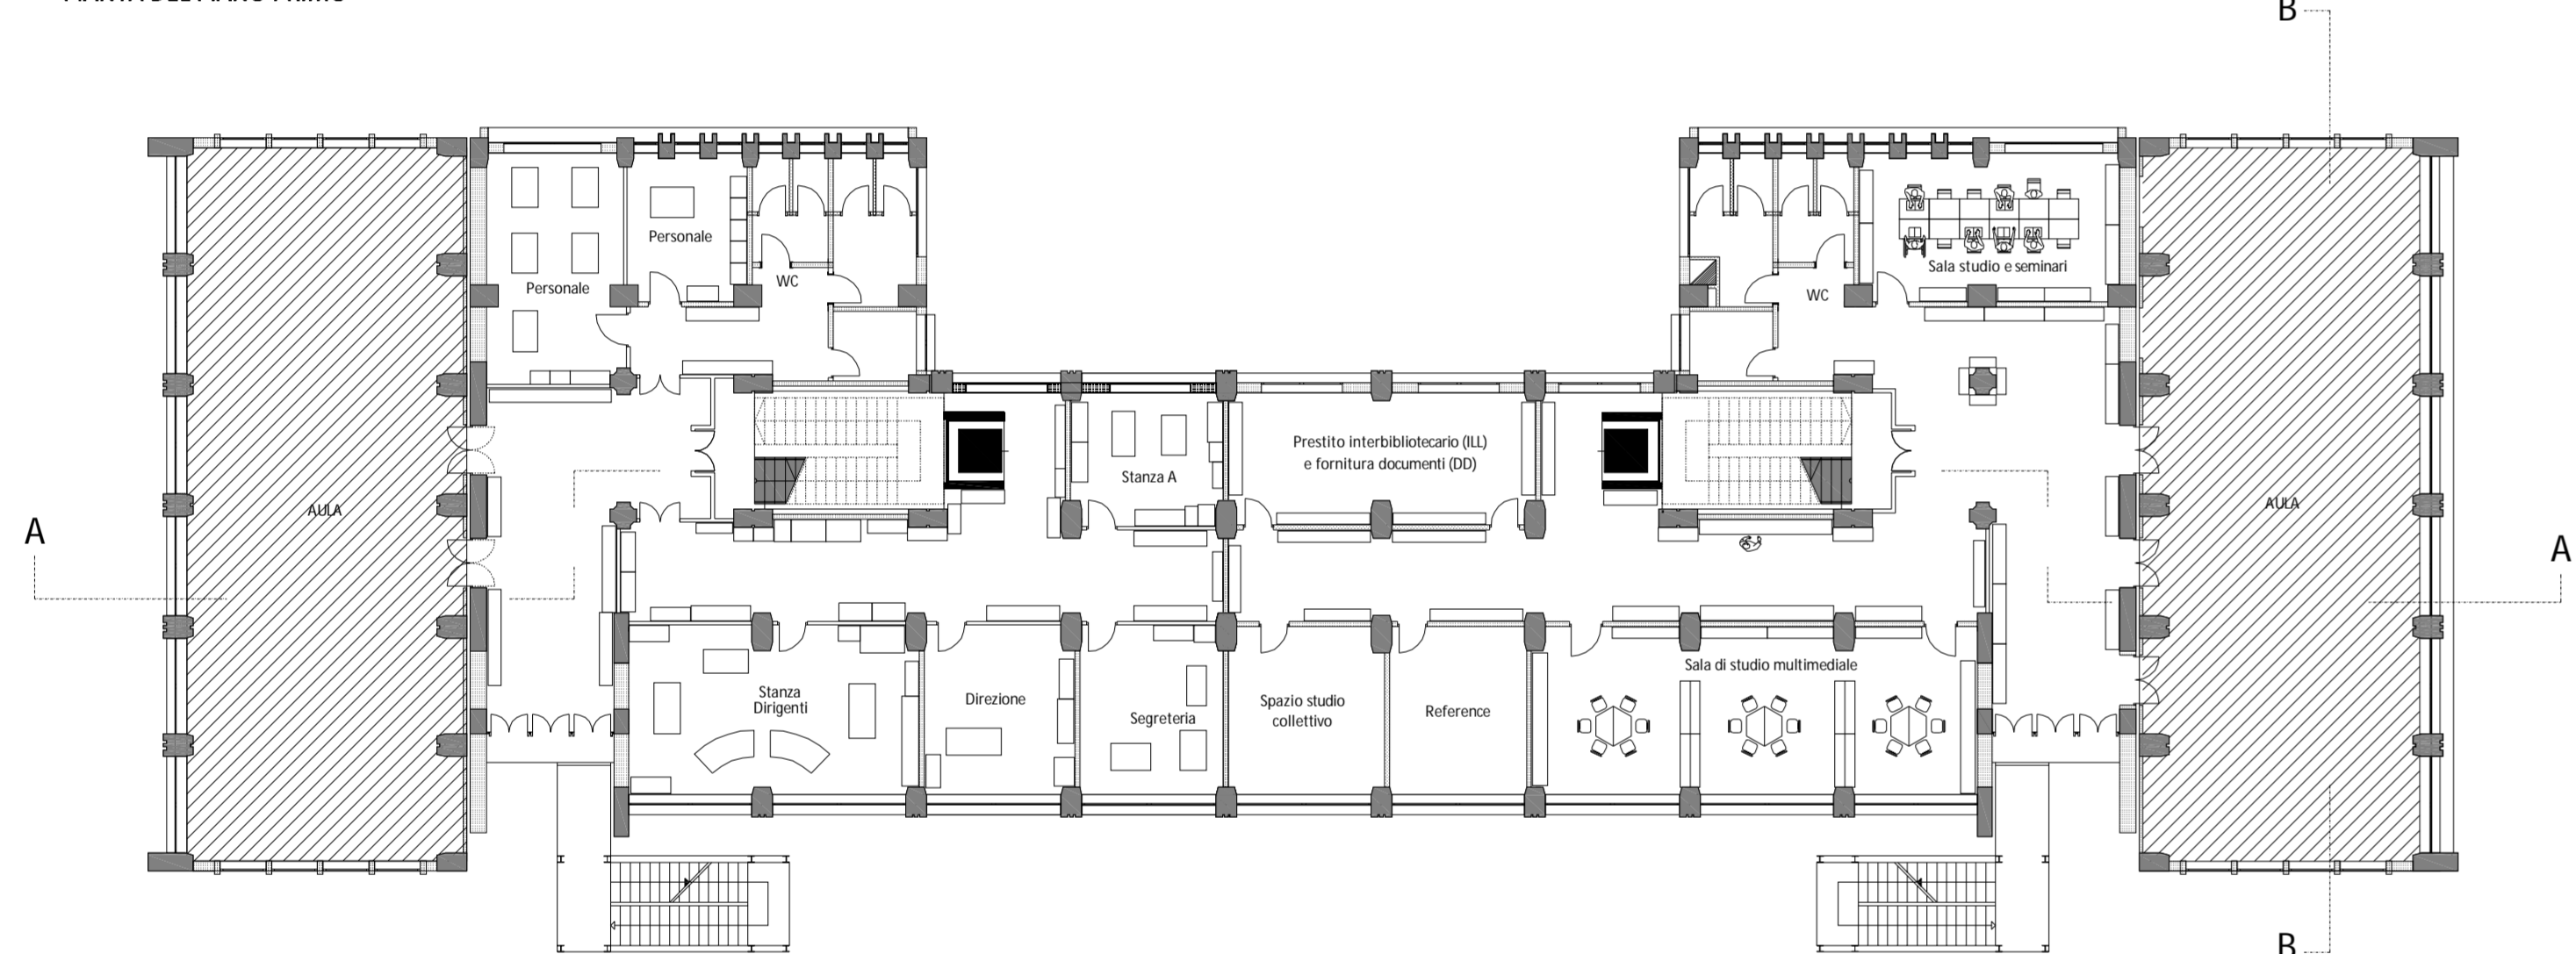 B
Personale
Personale
WC
WC
Sala studio e seminari
Stanza A
Prestito interbibliotecario (ILL)
e fornitura documenti (DD)
AULA
AULA
A
A
Stanza
Dirigenti
Direzione
Segreteria
Spazio studio
collettivo
Reference
Sala di studio multimediale
B